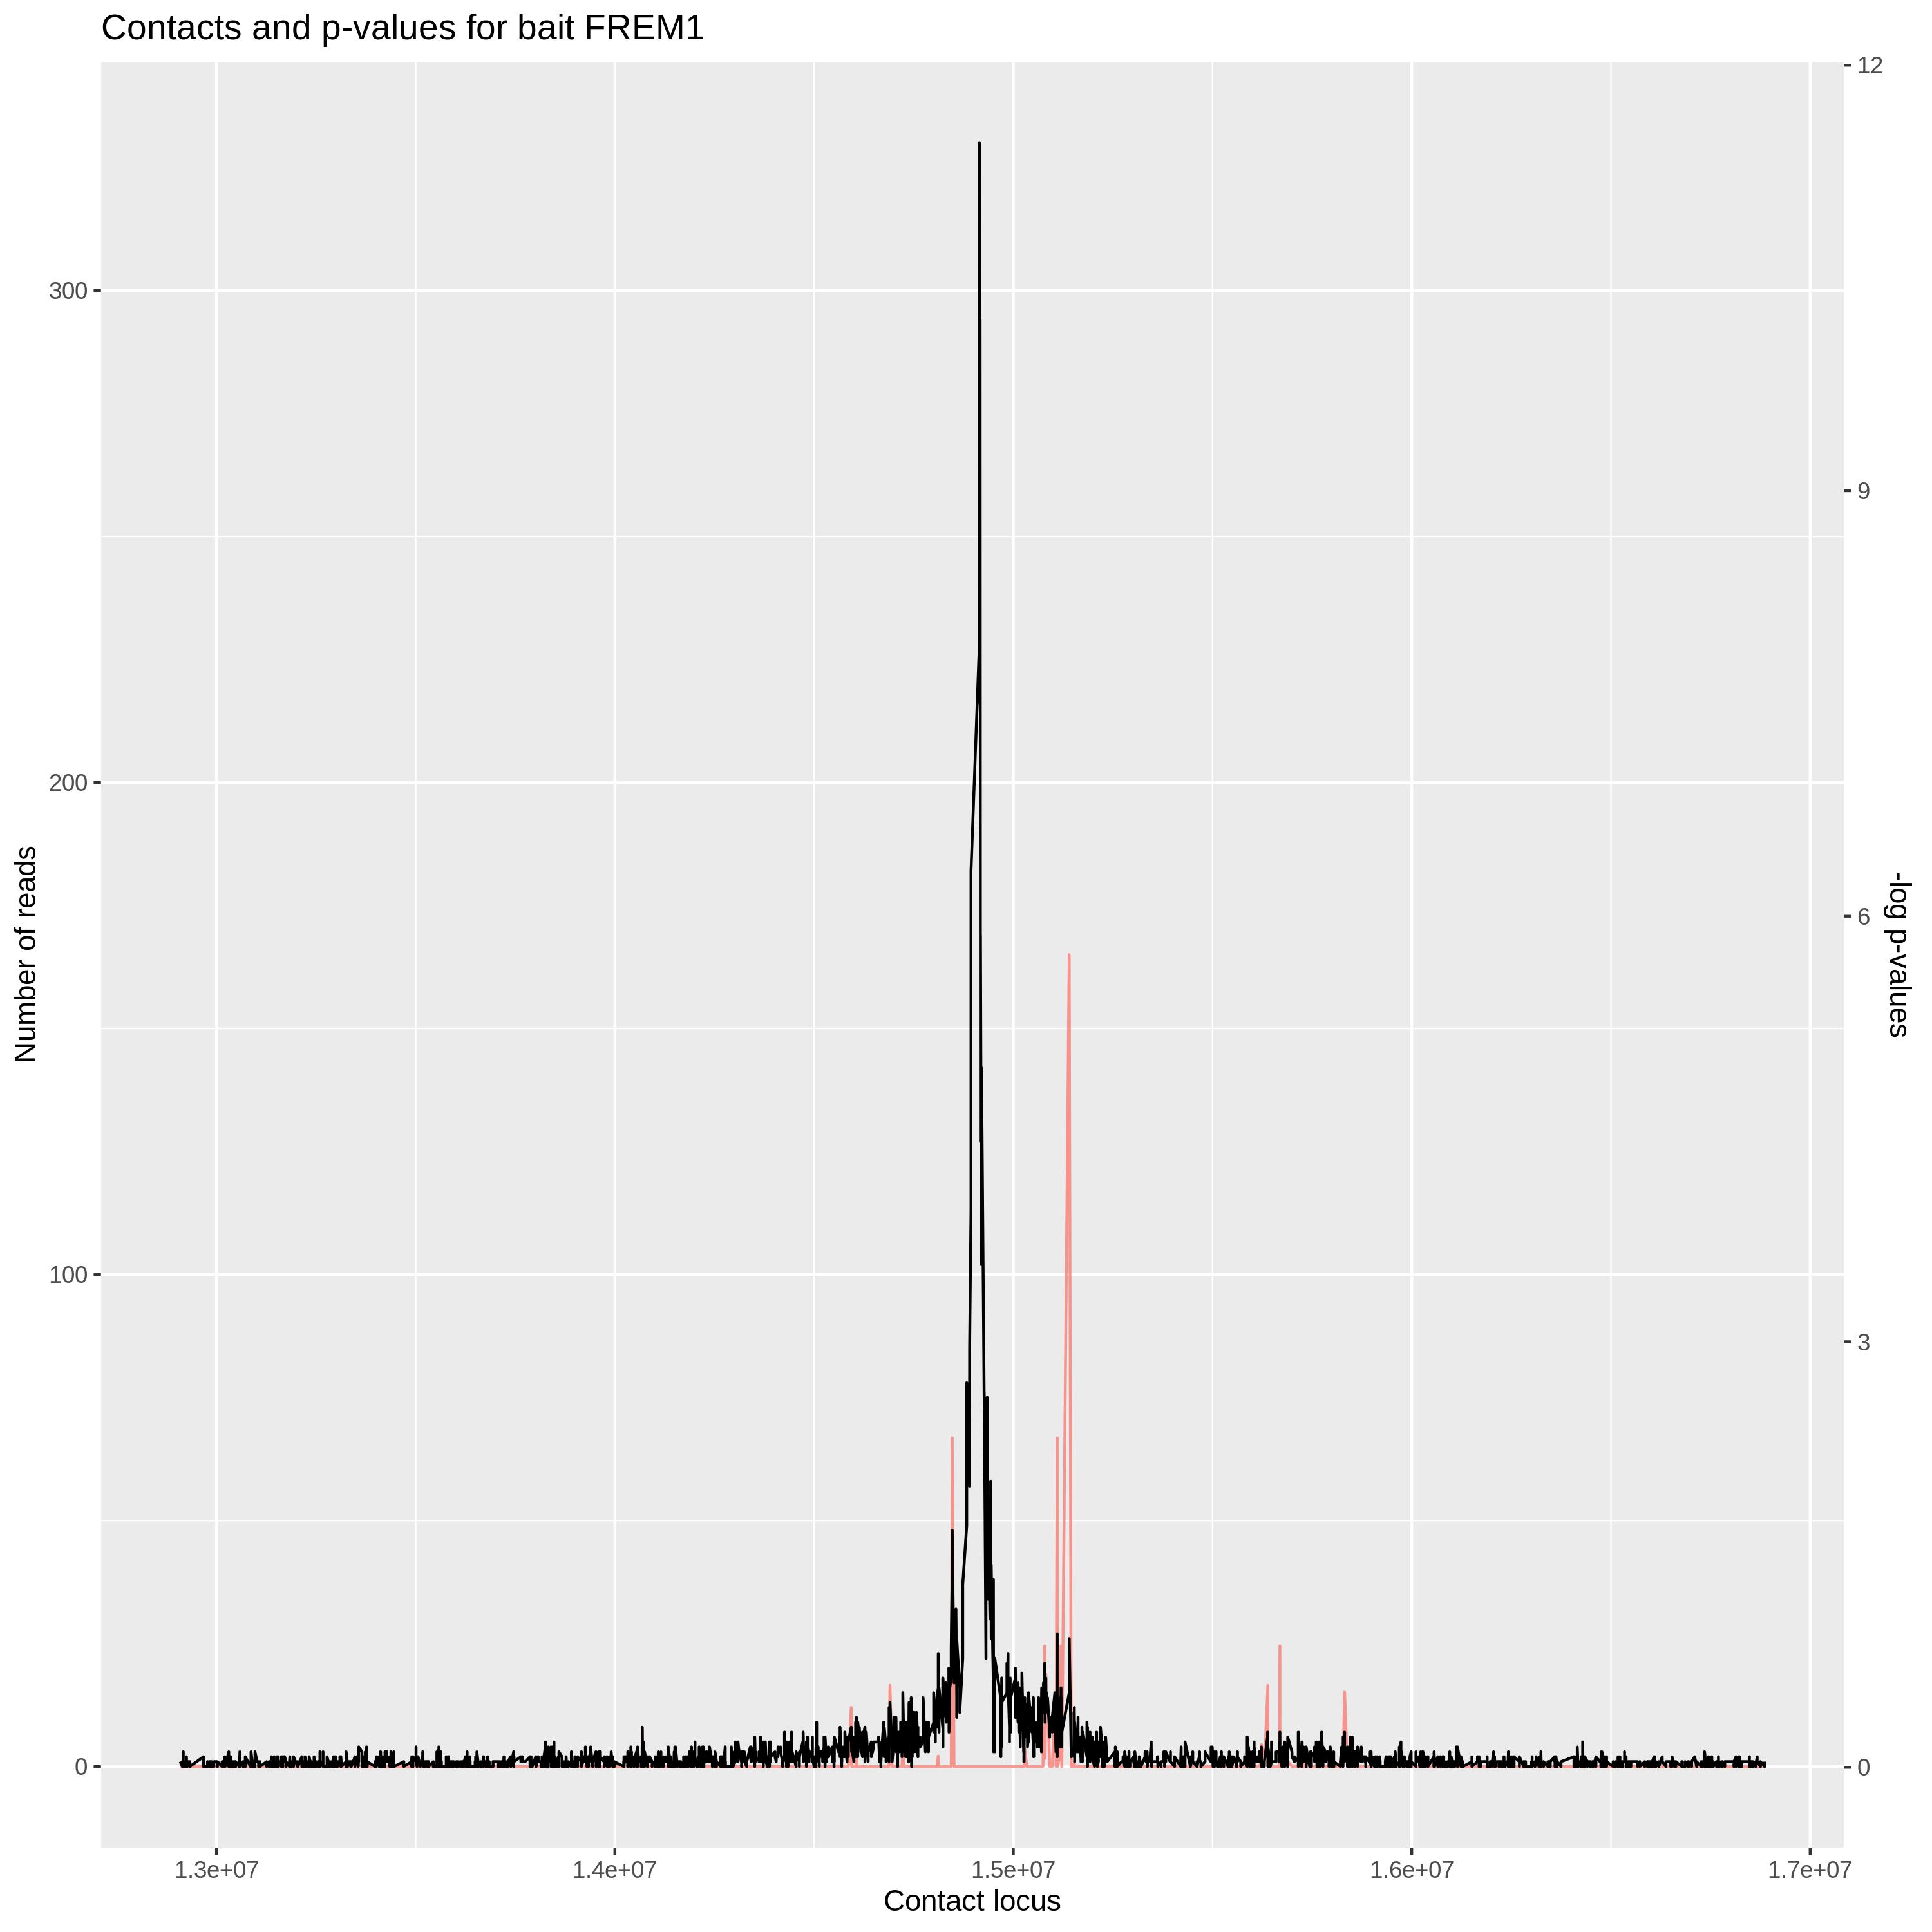 Contacts and p-values for bait FREM1
12
300
9
200
Number of reads
6
-log p-values
100
3
0
0
1.3e+07
1.4e+07
1.5e+07
1.6e+07
1.7e+07
Contact locus